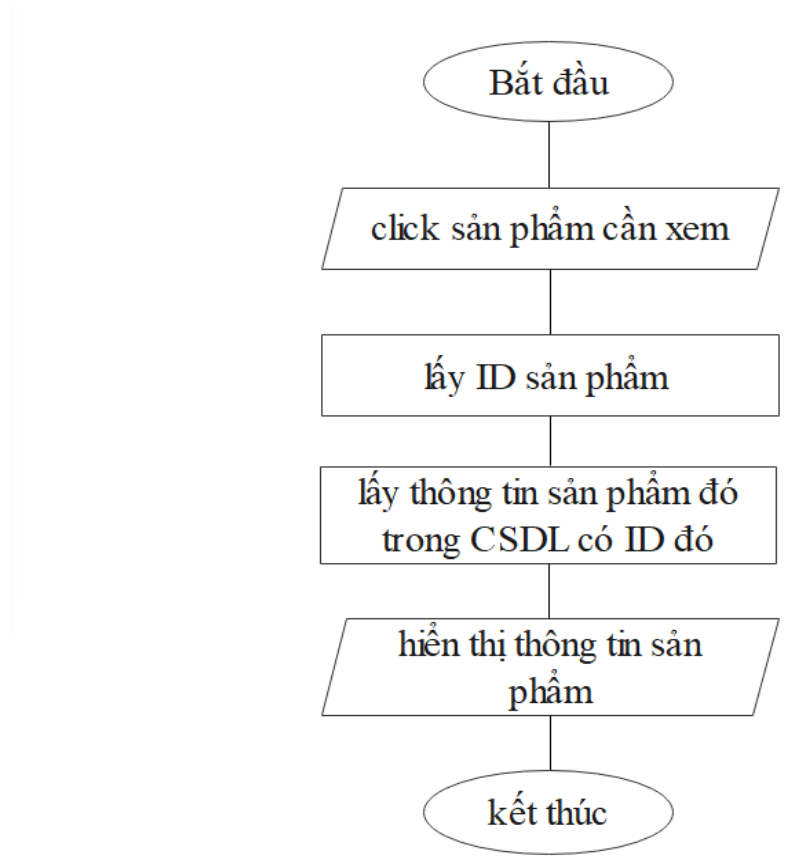 Bắt đầu
click sản phẩm cần xem
lấy ID sản phẩm
lấy thông tin sản phẩm đó
trong CSDL có ID đó
hiển thị thông tin sản
phẩm
kết thúc